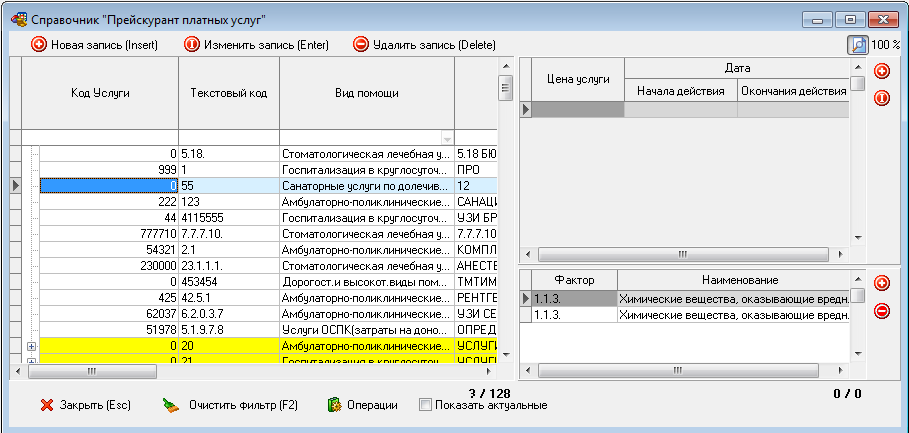 Справочник "Прейскурант платных услуг"
Новая запись (Insert) Изменить запись (Enter) Удалить запись (Delete) 100 %
Код Услуги Текстовый код Вид помощи
0 5.18. Стоматологическая лечебная у... 5.18 БЮ
999 1 Госпитализация в круглосуточ... ПРО
0 55 Санаторные услуги по долечив... 12
222 123 Амбулаторно-поликлинические... САНАЦИ
44 4115555 Госпитализация в круглосуточ... УЗИ БР
777710 7.7.7.10. Стоматологическая лечебная у... 7.7.7.10
54321 2.1 Амбулаторно-поликлинические... КОМПЛ
230000 23.1.1.1. Стоматологическая лечебная у... АНЕСТЕ
0 453454 Дорогост.и высокот.виды пом... ТМТИМ
425 42.5.1 Амбулаторно-поликлинические... РЕНТГЕ
62037 6.2.0.3.7 Амбулаторно-поликлинические... УЗИ СЕ
51978 5.1.9.7.8 Услуги ОСПК(затраты на доно... ОПРЕД
0 20 Амбулаторно-поликлинические... УСЛУГИ
0 21 Госпитализация в круглосуточ... УСЛУГИ
Цена услуги Дата
Начала действия Окончания действия
Фактор Наименование
1.1.3. Химические вещества, оказывающие вредн.
1.1.3. Химические вещества, оказывающие вредн.
3 / 128 0 / 0
Закрыть (Esc) Очистить фильтр (F2) Операции Показать актуальные